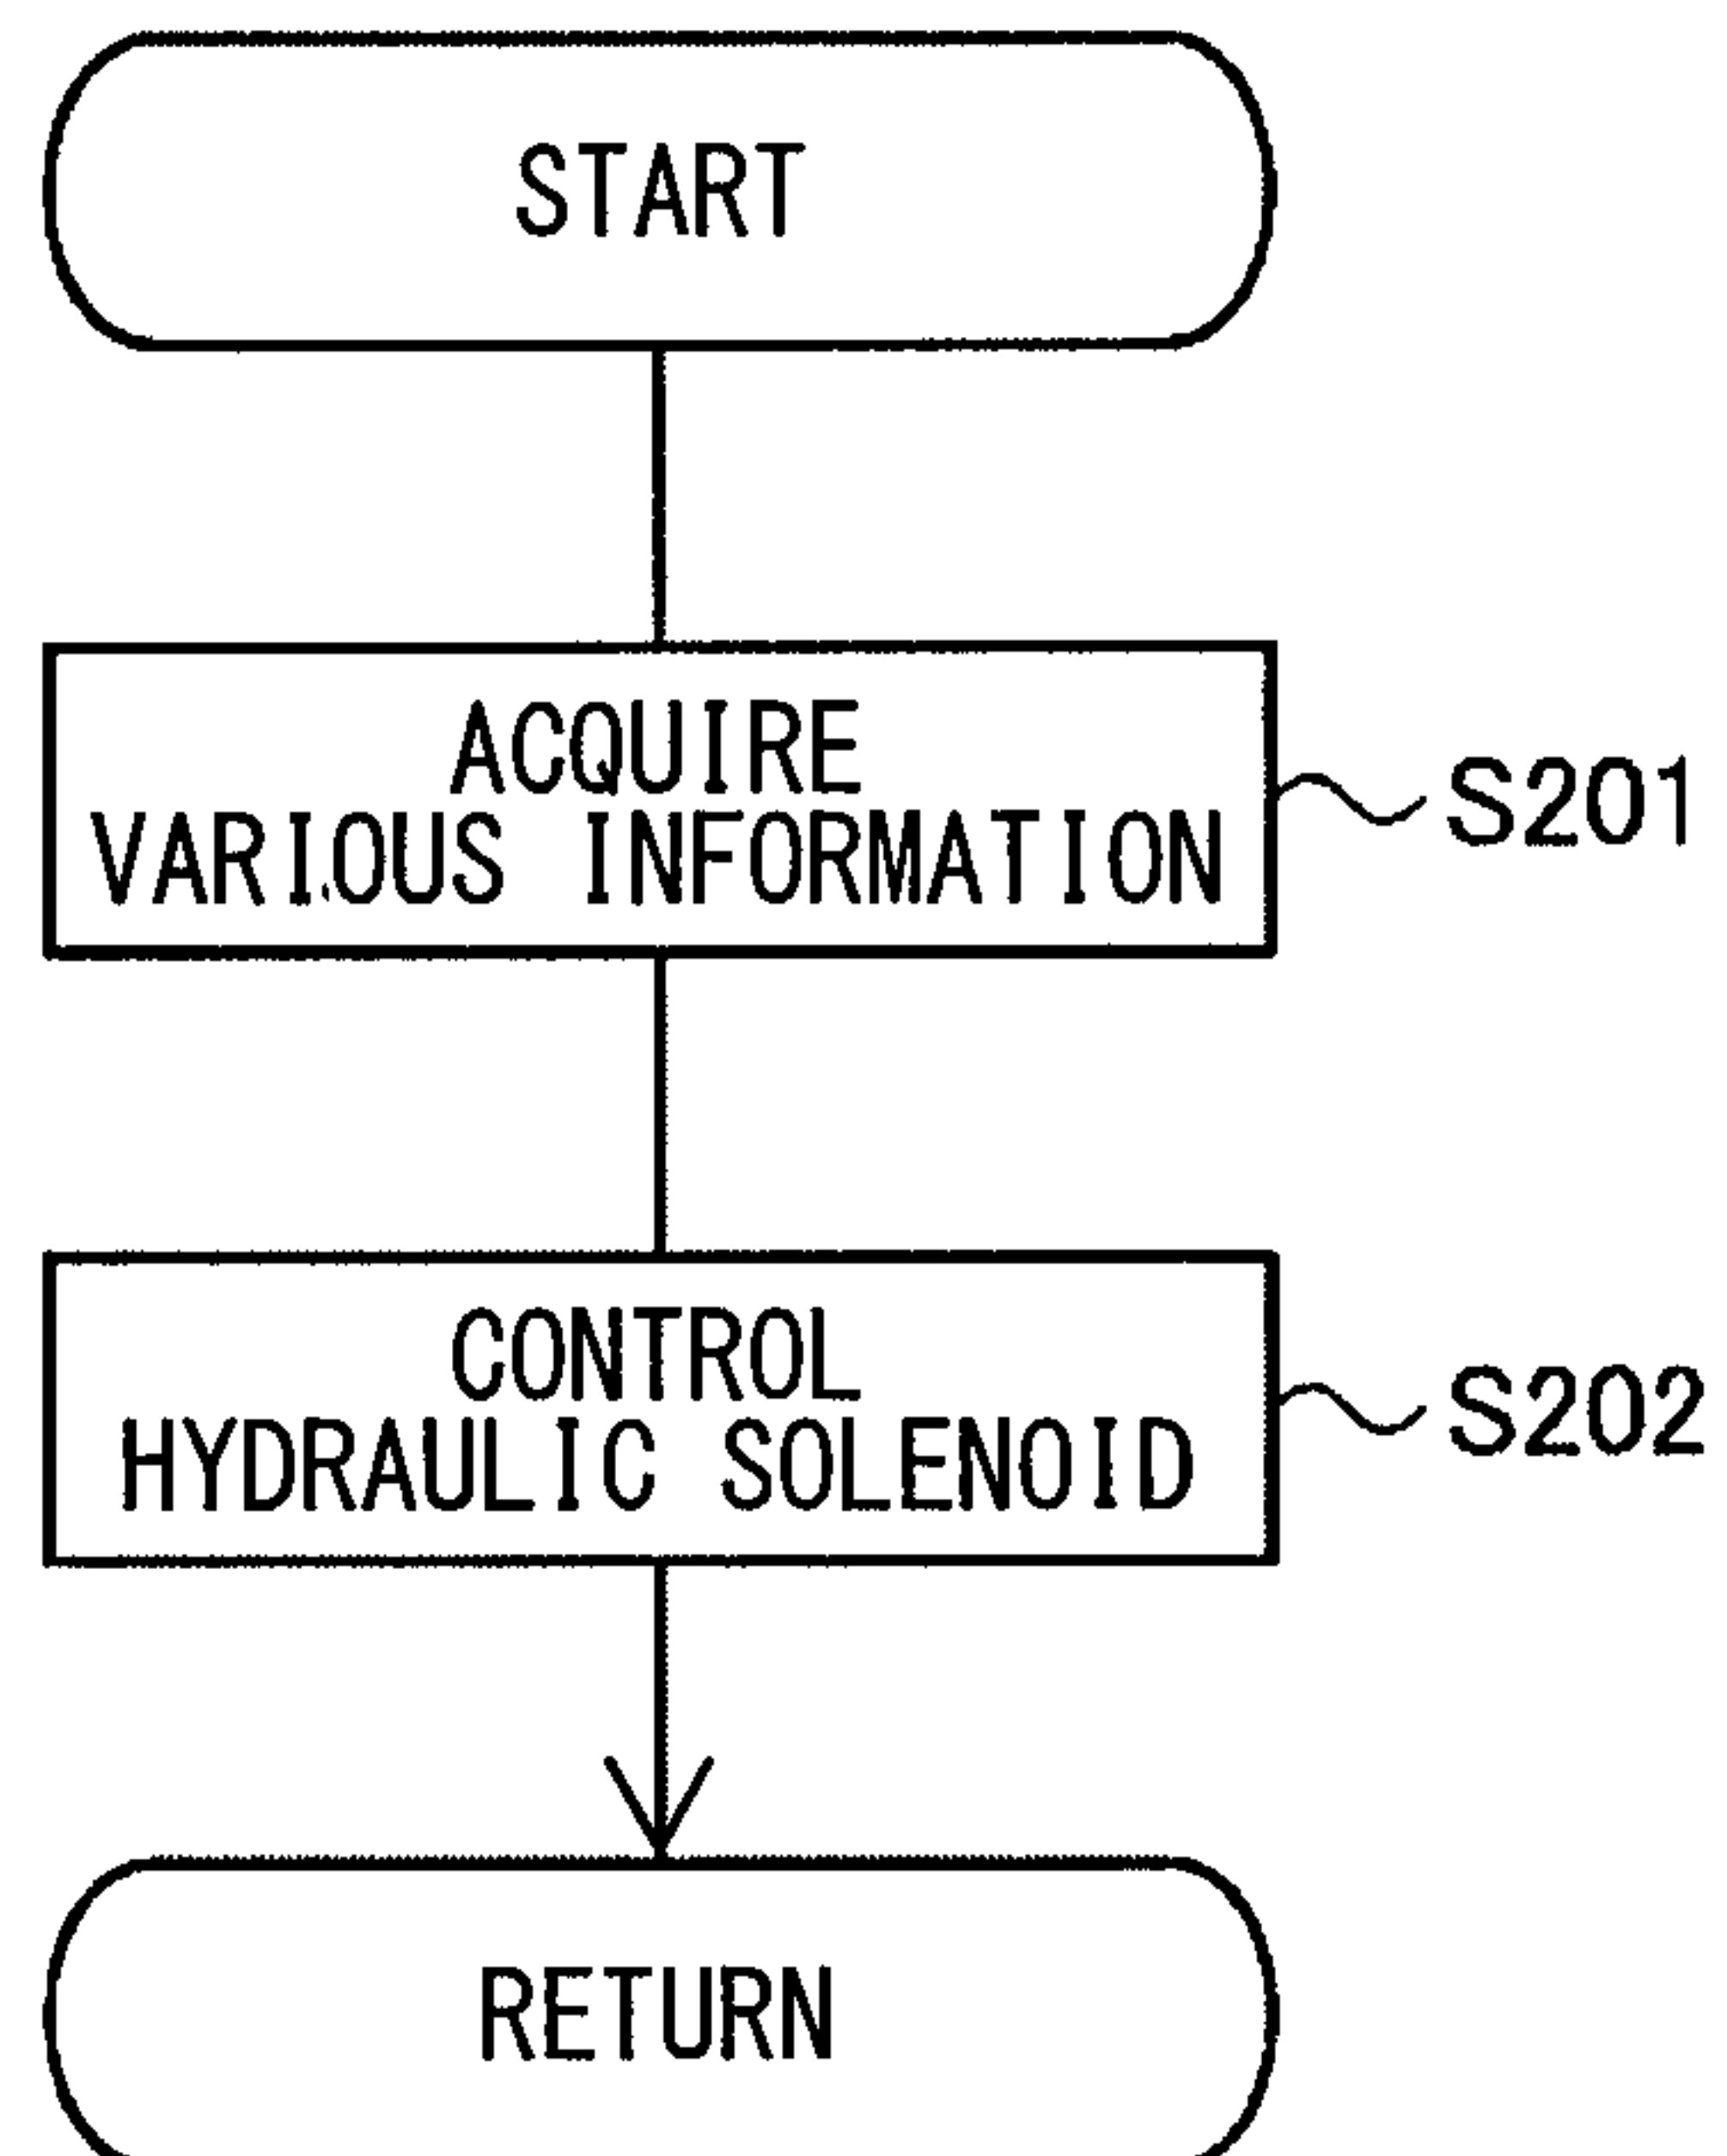 START
ACQUIRE
VARIOUS INFORMATION
S201
CONTROL
HYDRAULIC SOLENOID
S202
RETURN